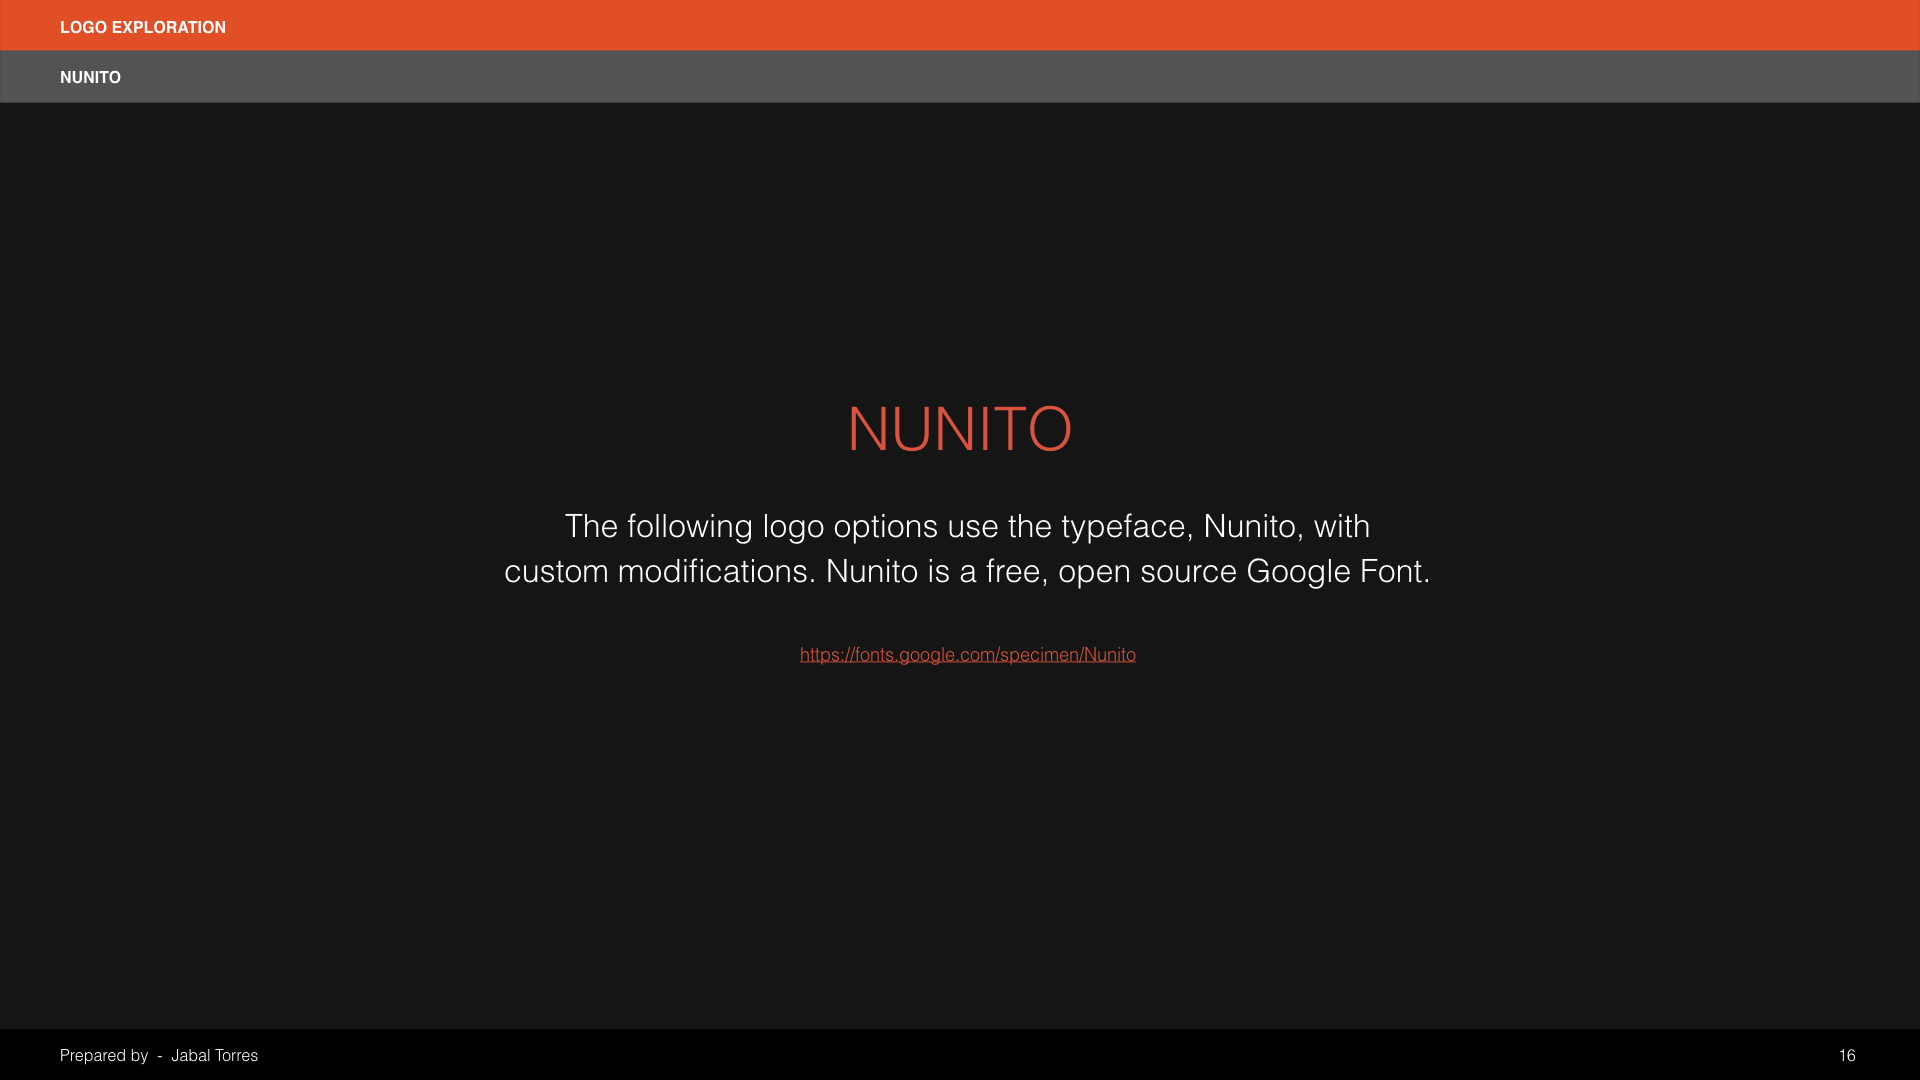 LOGO EXPLORATION
NUNITO
NUNITO
The following logo options use the typeface, Nunito, with
custom modifications. Nunito is a free, open source Google Font.
https://fonts.google.com/specimen/Nunito
Prepared by - Jabal Torres
16